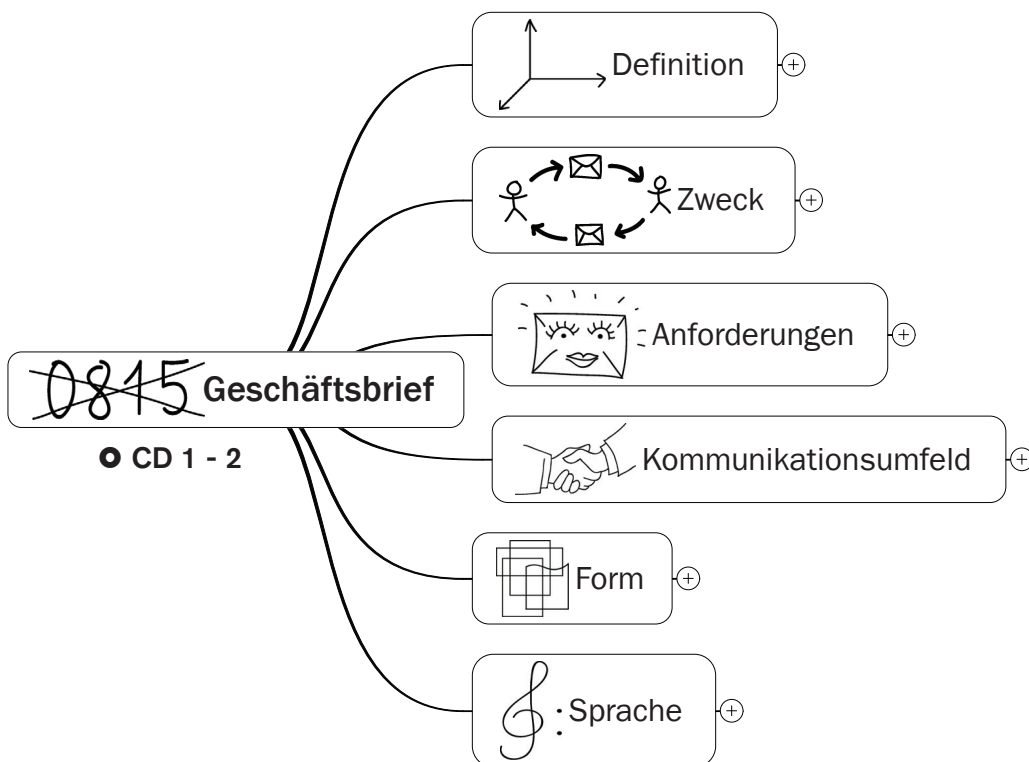 Definition
Zweck
Anforderungen
0815 Geschäftsbrief
CD 1 - 2
Kommunikationsumfeld
Form
Sprache